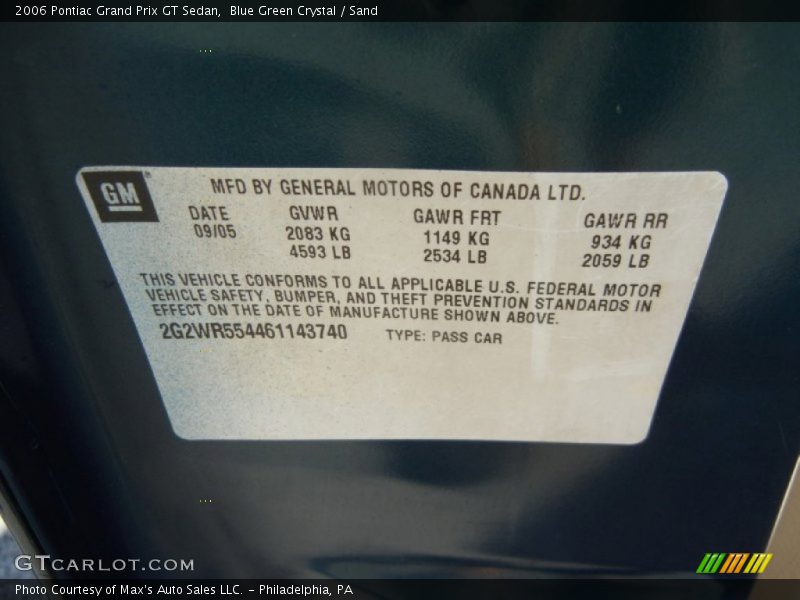 2006 Pontiac Grand Prix GT Sedan,  Blue Green Crystal / Sand
GM
MFD BY GENERAL MOTORS OF CANADA LTD.
DATE GVWR GAWR FRT GAWR RR
09/05 2083 KG 1149 KG 934 KG
4593 LB 2534 LB 2059 LB
THIS VEHICLE CONFORMS TO ALL APPLICABLE U.S. FEDERAL MOTOR
VEHICLE SAFETY, BUMPER, AND THEFT PREVENTION STANDARDS IN
EFFECT ON THE DATE OF MANUFACTURE SHOWN ABOVE.
2G2WR554461143740 TYPE: PASS CAR
GTCARLOT.COM
Photo Courtesy of Max's Auto Sales LLC. – Philadelphia, PA